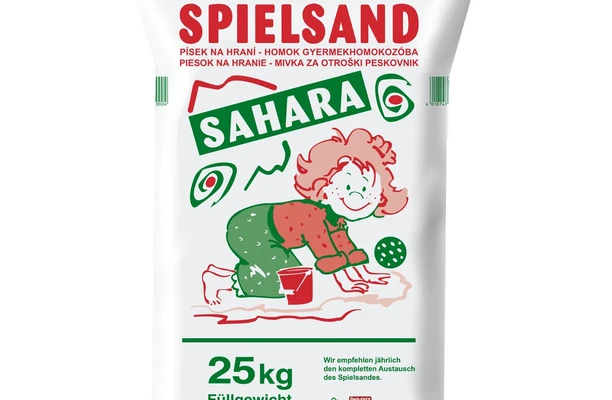 SPIELSAND
PÍSEK NA HRANÍ - HOMOK GYERMEKHOMOKOZÓBA
PIESOK NA HRANIE - MIVKA ZA OTROŠKI PESKOVNIK
SAHARA
25kg
Füllgewicht
Wir empfehlen jährlich
den kompletten Austausch
des Spielsandes.